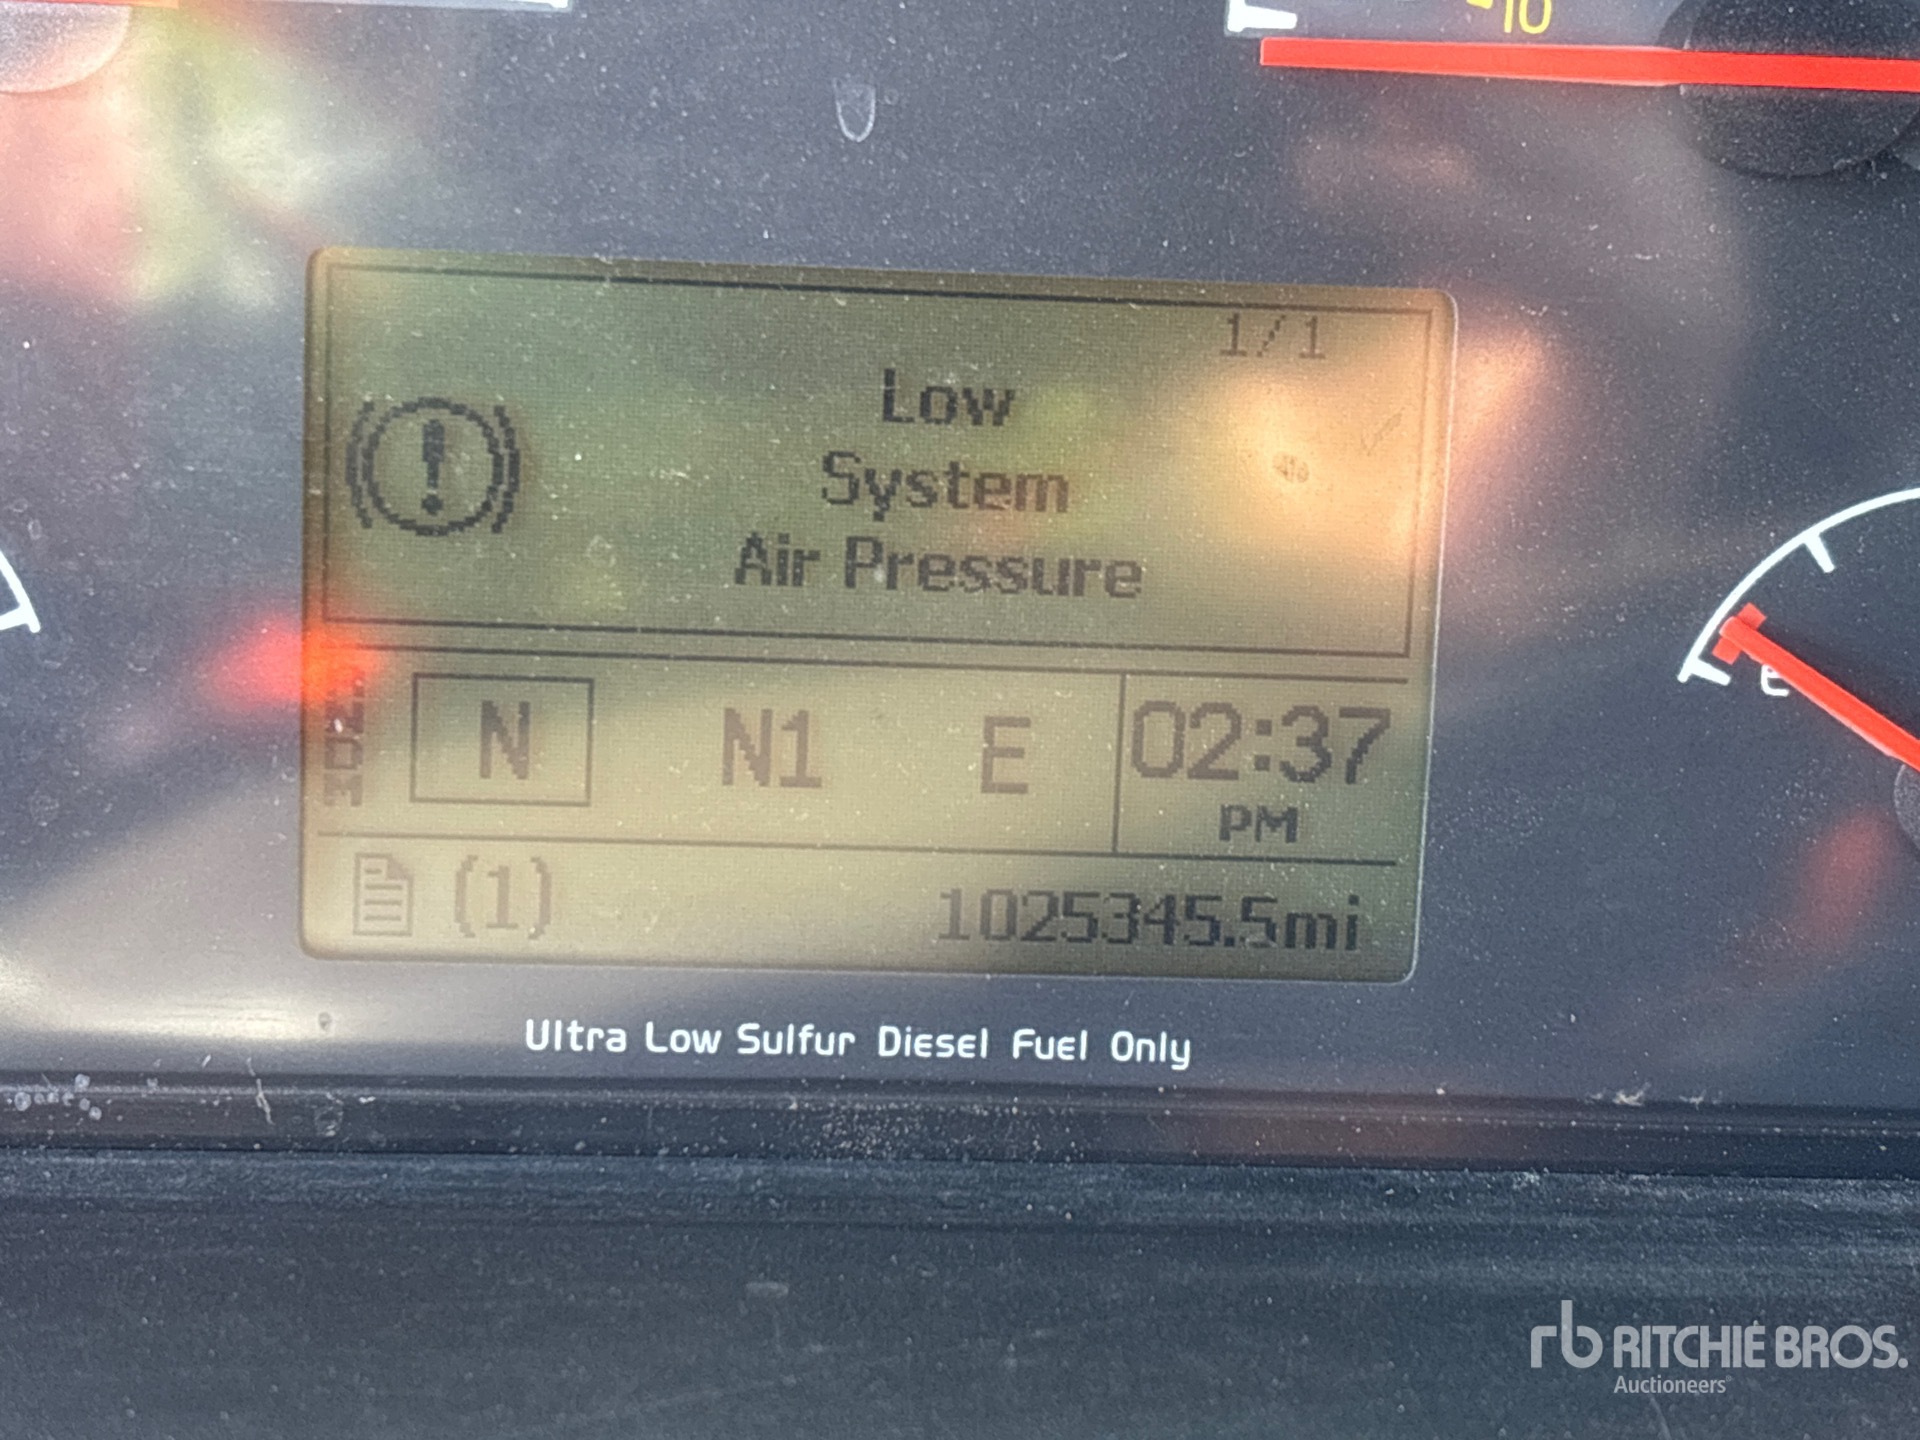 -10
1/1
Low
System
Air Pressure
e
N N1 E 02:37
PM
(1) 1025345.5mi
Ultra Low Sulfur Diesel Fuel Only
rb RITCHIE BROS.
Auctioneers